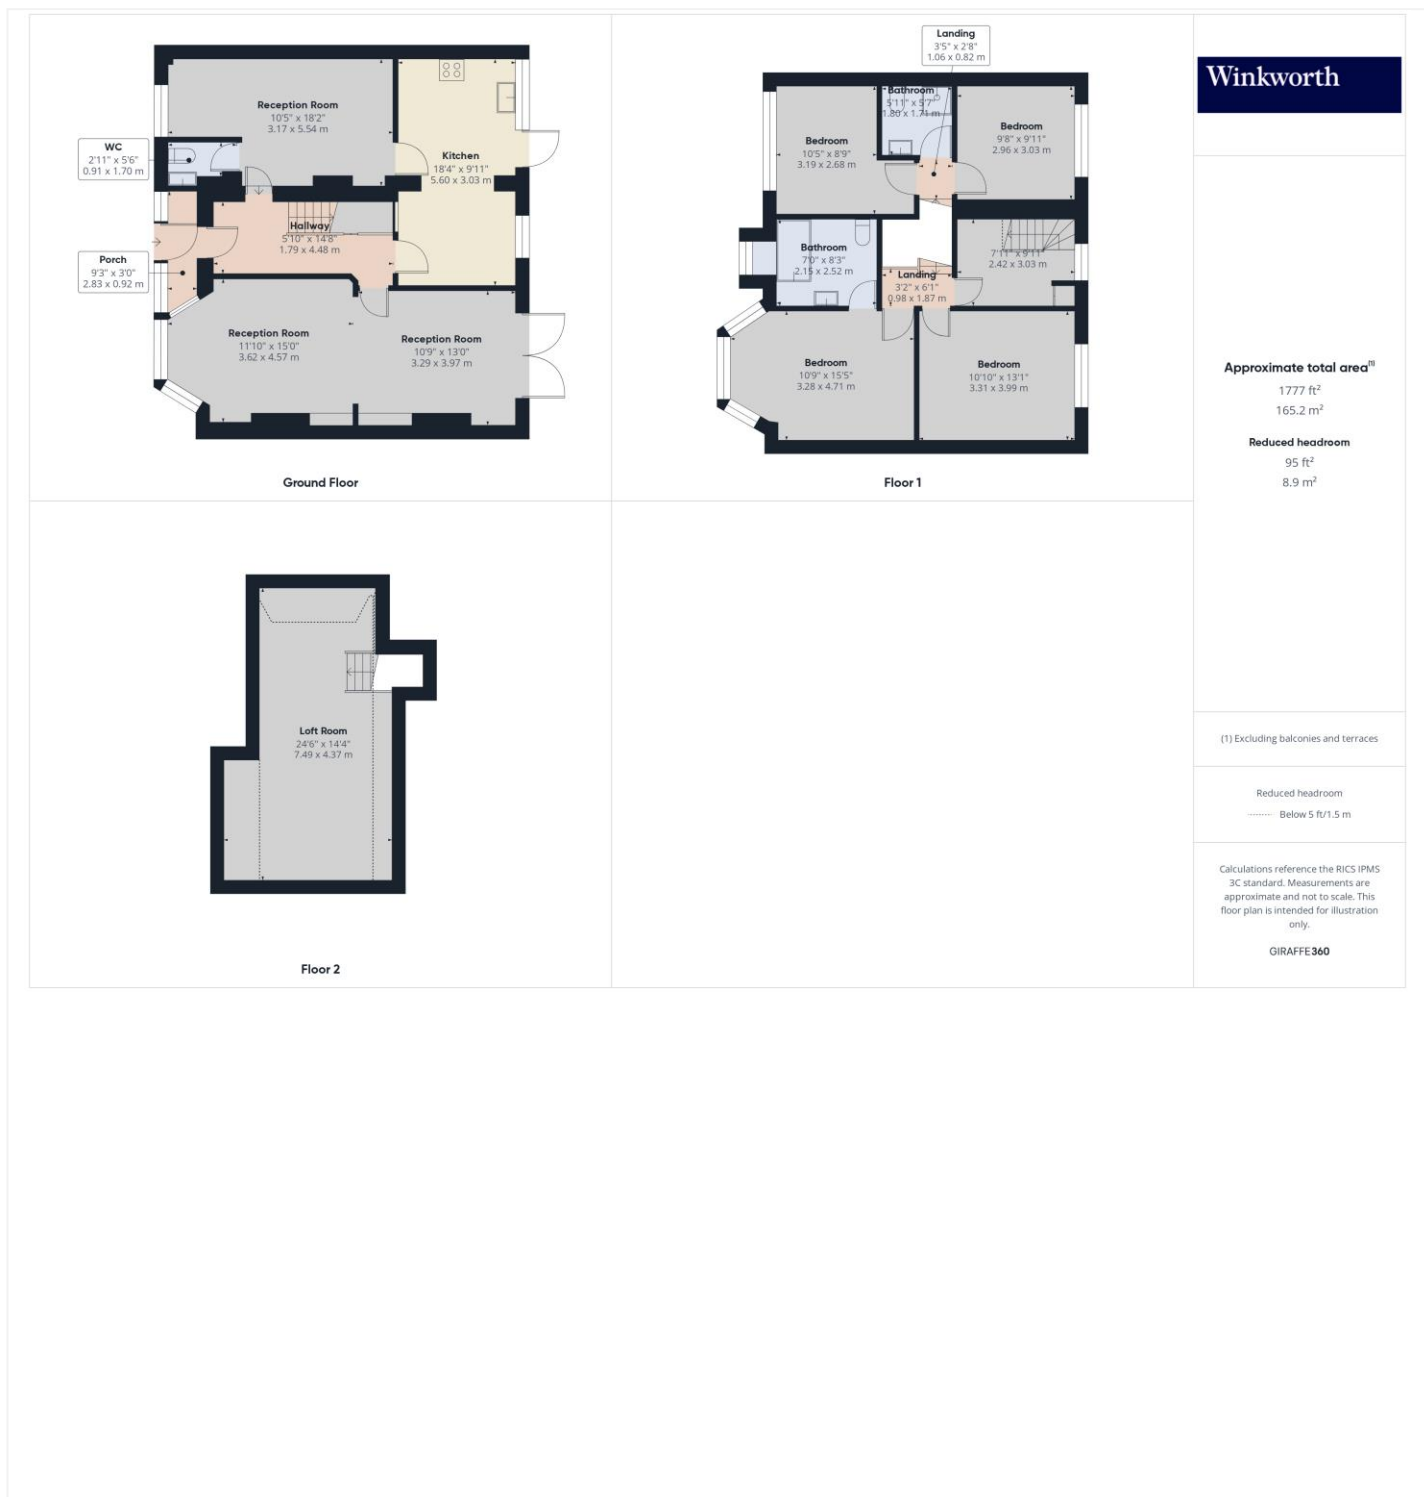 Reception Room
10'5" x 18'2"
3.17 x 5.54 m
WC
2'11" x 5'6"
0.91 x 1.70 m
Kitchen
18'4" x 9'11"
5.60 x 3.03 m
Hallway
5'10" x 14'8"
1.79 x 4.48 m
Porch
9'3" x 3'0"
2.83 x 0.92 m
Reception Room
11'10" x 15'0"
3.62 x 4.57 m
Reception Room
10'9" x 13'0"
3.29 x 3.97 m
Ground Floor
Landing
3'5" x 2'8"
1.06 x 0.82 m
Bathroom
5'11" x 5'7"
1.80 x 1.71 m
Bedroom
10'5" x 8'9"
3.19 x 2.68 m
Bedroom
9'8" x 9'11"
2.96 x 3.03 m
Bathroom
7'0" x 8'3"
2.15 x 2.52 m
7'11" x 9'11"
2.42 x 3.03 m
Landing
3'2" x 6'1"
0.98 x 1.87 m
Bedroom
10'9" x 15'5"
3.28 x 4.71 m
Bedroom
10'10" x 13'1"
3.31 x 3.99 m
Floor 1
Loft Room
24'6" x 14'4"
7.49 x 4.37 m
Floor 2
Winkworth
Approximate total area(1)
1777 ft²
165.2 m²
Reduced headroom
95 ft²
8.9 m²
(1) Excluding balconies and terraces
Reduced headroom
Below 5 ft/1.5 m
Calculations reference the RICS IPMS
3C standard. Measurements are
approximate and not to scale. This
floor plan is intended for illustration
only.
GIRAFFE360